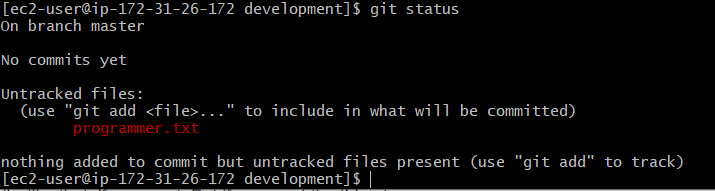 [ec2-user@ip-172-31-26-172 development]$ git status
On branch master
No commits yet
Untracked files:
(use "git add <file>..." to include in what will be committed)
programmer.txt
nothing added to commit but untracked files present (use "git add" to track)
[ec2-user@ip-172-31-26-172 development]$